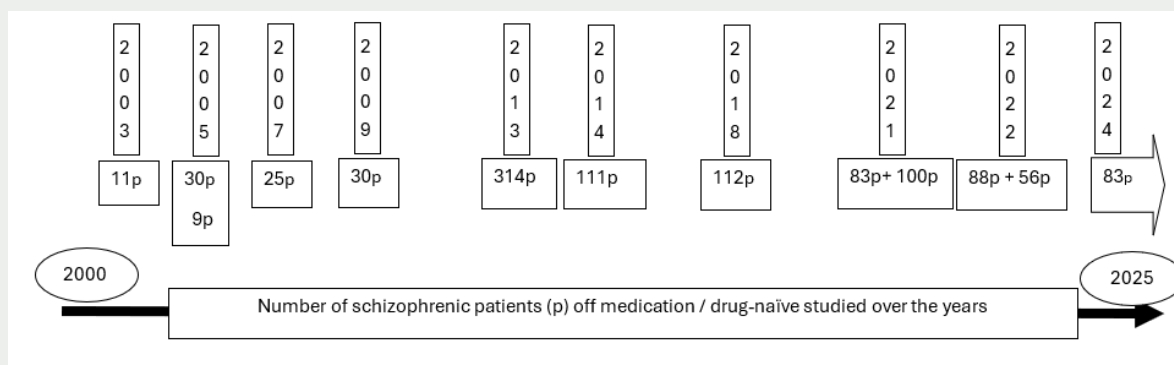 2003
2005
2007
2009
2013
2014
2018
2021
2022
2024
11p
30p
9p
25p
30p
314p
111p
112p
83p+ 100p
88p + 56p
83p
2000
2025
Number of schizophrenic patients (p) off medication / drug-naïve studied over the years